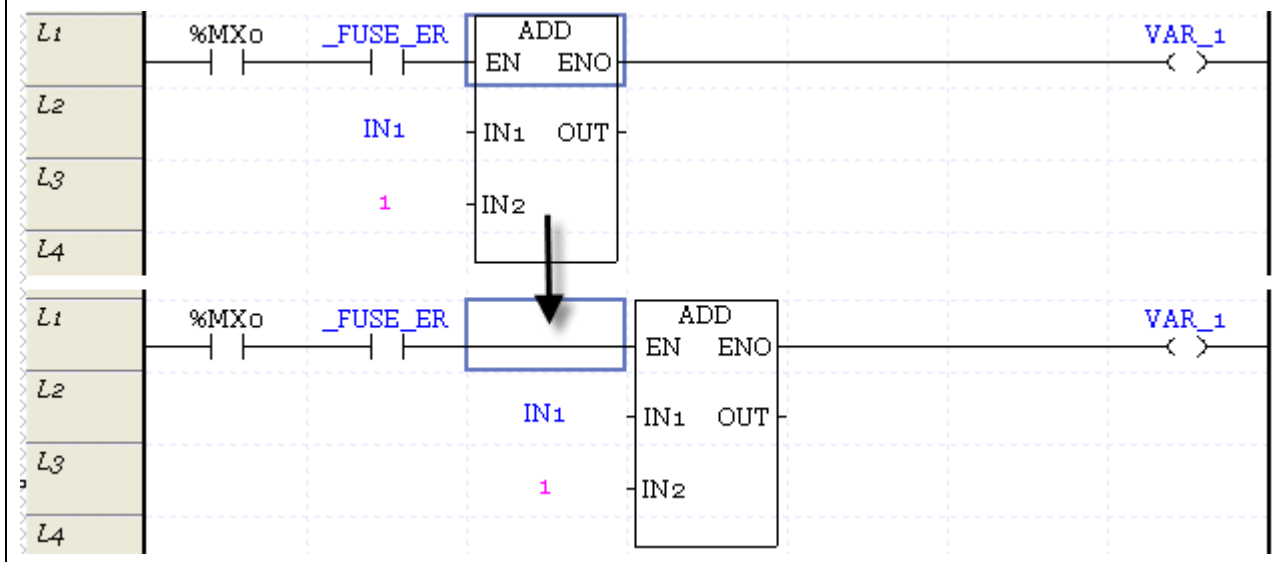 L1 %MX0 _FUSE_ER ADD VAR_1
EN ENO
L2
IN1 IN1 OUT
L3
1 IN2
L4
L1 %MX0 _FUSE_ER ADD VAR_1
EN ENO
L2
IN1 IN1 OUT
L3
1 IN2
L4